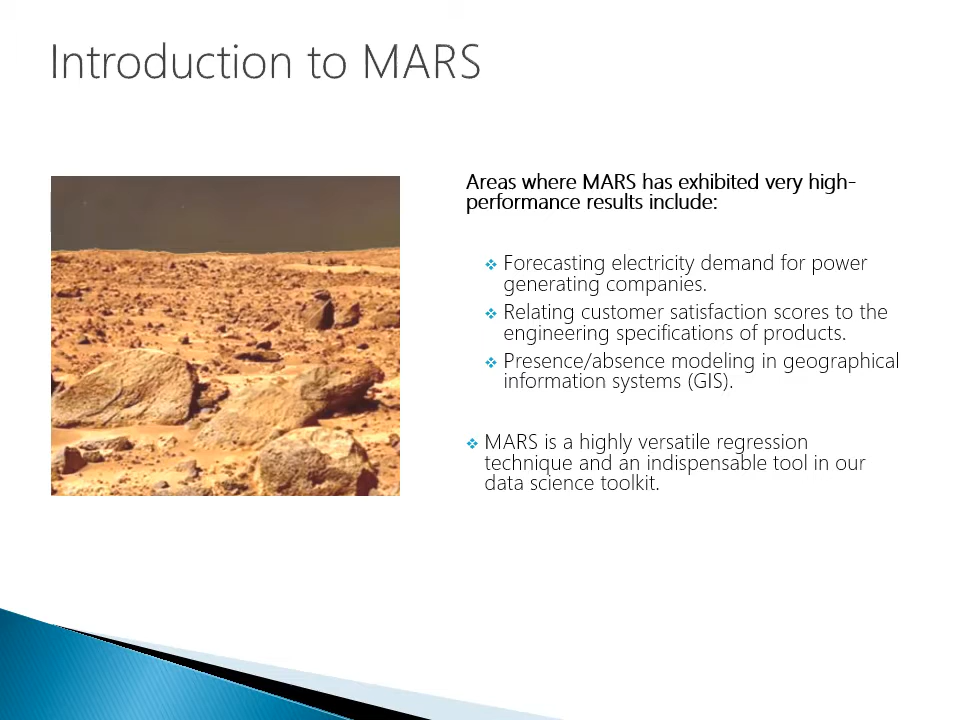 Introduction to MARS
Areas where MARS has exhibited very high-
performance results include:
Forecasting electricity demand for power
generating companies.
Relating customer satisfaction scores to the
engineering specifications of products.
Presence/absence modeling in geographical
information systems (GIS).
MARS is a highly versatile regression
technique and an indispensable tool in our
data science toolkit.